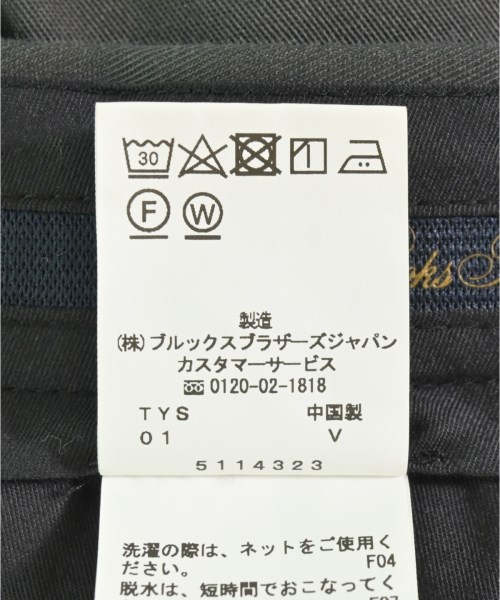 30
F W
製造
(株)ブルックスブラザーズジャパン
カスタマーサービス
0120-02-1818
TYS 中国製
01 V
5114323
洗濯の際は、ネットをご使用く
ださい。 F04
脱水は、短時間でおこなってく